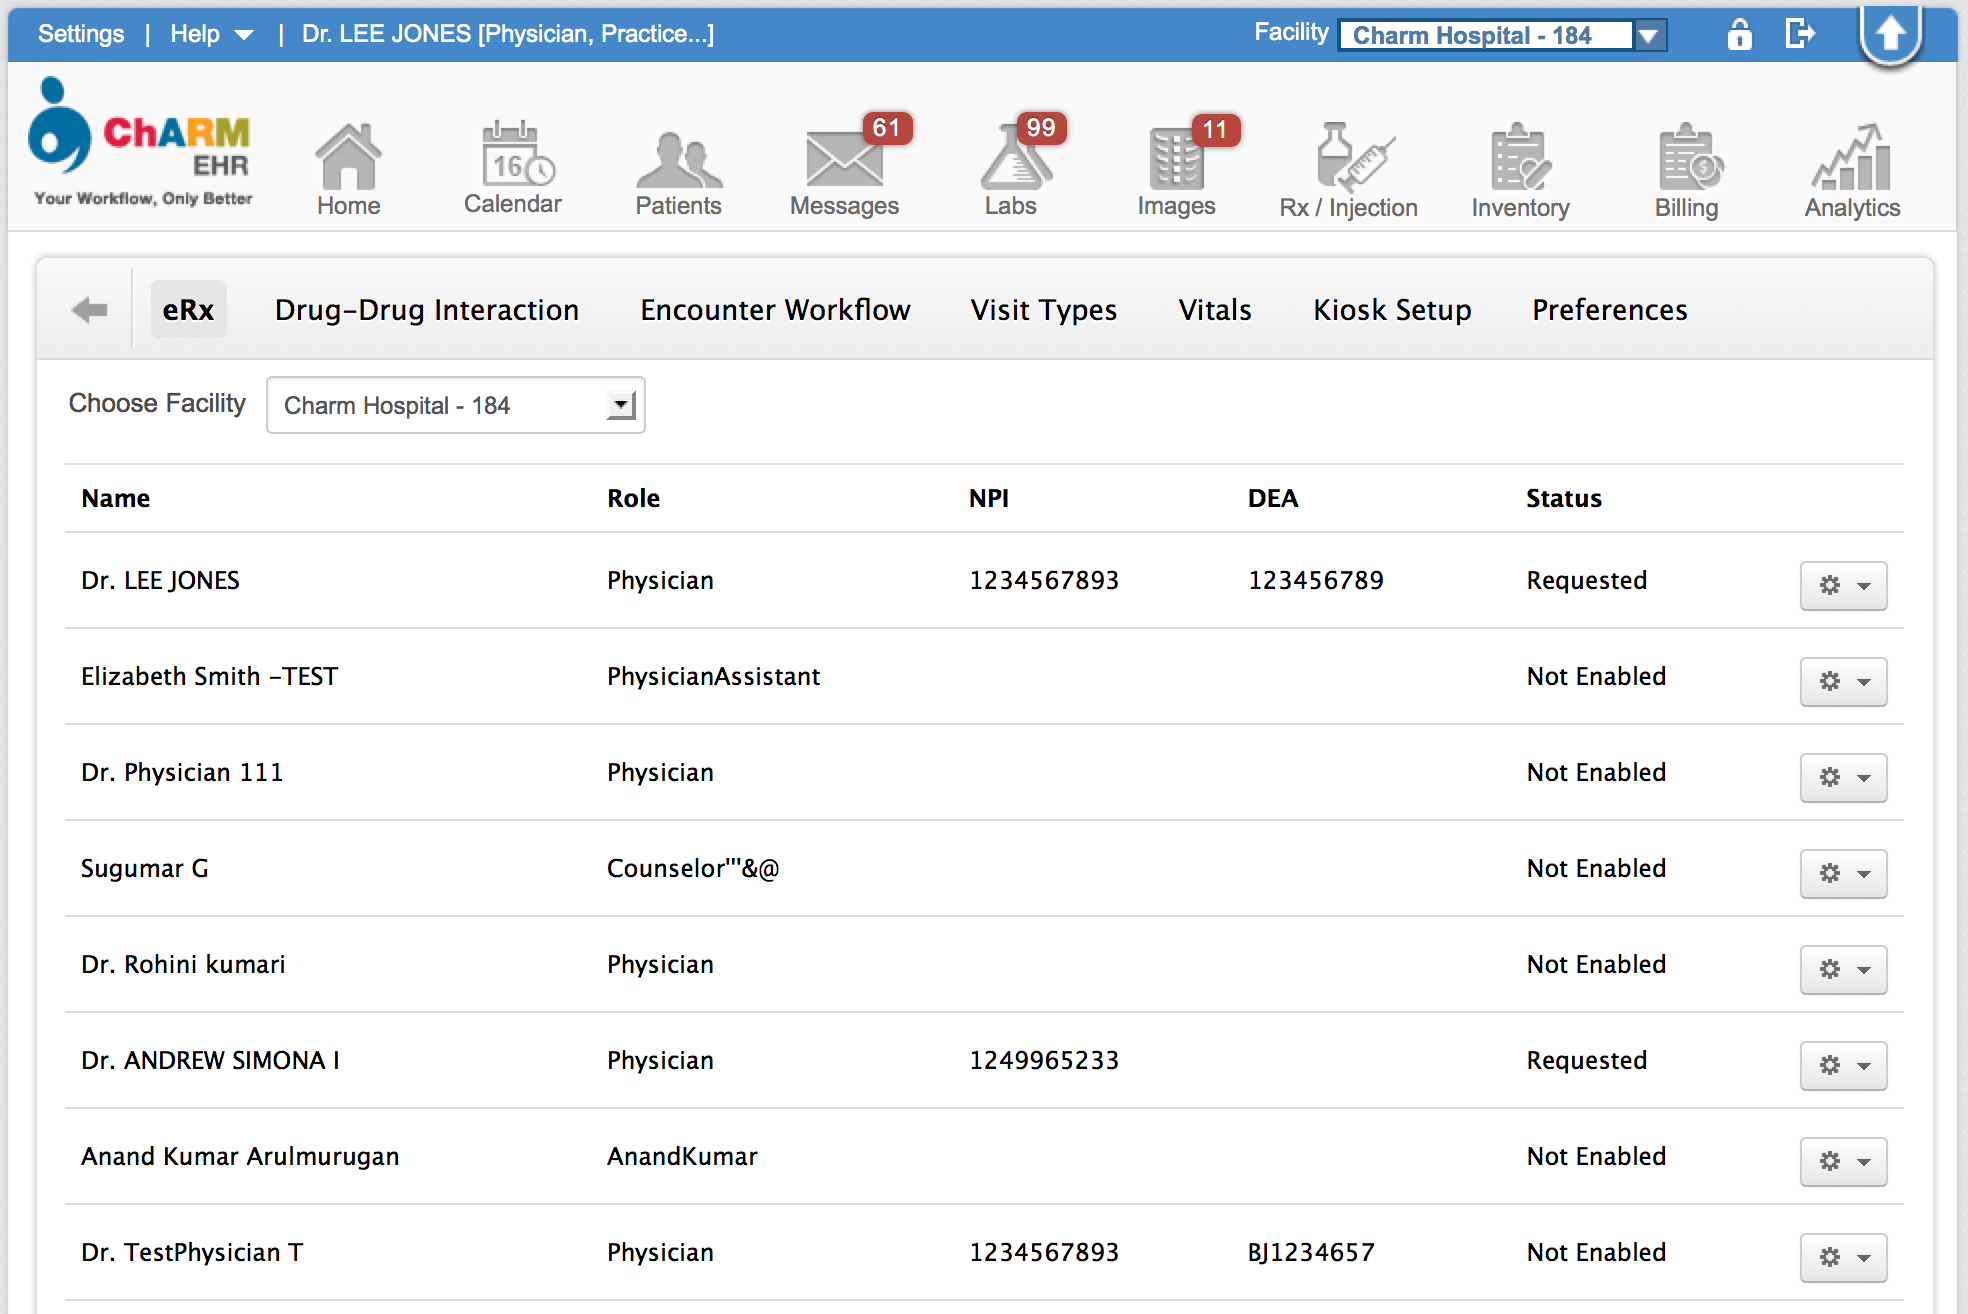 Settings | Help | Dr. LEE JONES [Physician, Practice...] Facility Charm Hospital - 184
ChARM
EHR
Your Workflow, Only Better
61 99 11
16
Home Calendar Patients Messages Labs Images Rx / Injection Inventory Billing Analytics
eRx Drug-Drug Interaction Encounter Workflow Visit Types Vitals Kiosk Setup Preferences
Choose Facility Charm Hospital - 184
Name Role NPI DEA Status
Dr. LEE JONES Physician 1234567893 123456789 Requested
Elizabeth Smith -TEST PhysicianAssistant Not Enabled
Dr. Physician 111 Physician Not Enabled
Sugumar G Counselor'''&@ Not Enabled
Dr. Rohini kumari Physician Not Enabled
Dr. ANDREW SIMONA I Physician 1249965233 Requested
Anand Kumar Arulmurugan AnandKumar Not Enabled
Dr. TestPhysician T Physician 1234567893 BJ1234657 Not Enabled